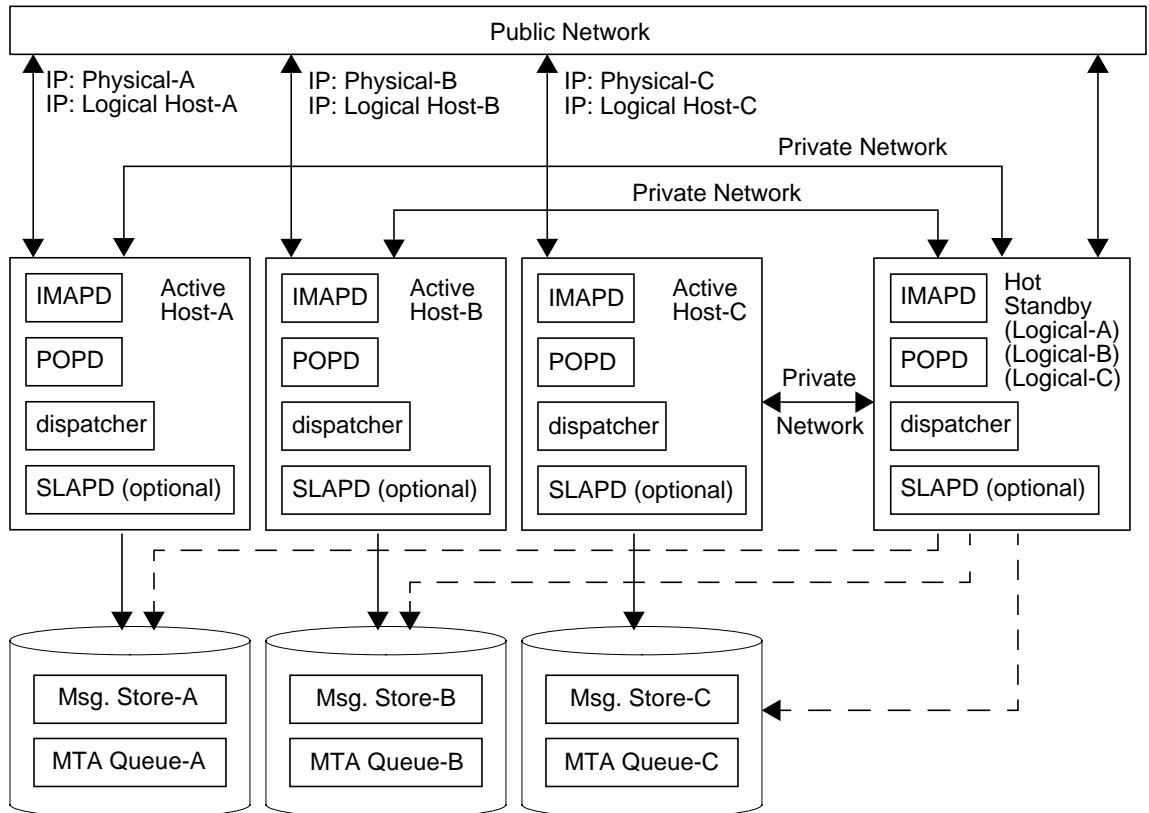 Public Network
IP: Physical-A
IP: Logical Host-A
IP: Physical-B
IP: Logical Host-B
IP: Physical-C
IP: Logical Host-C
Private Network
Private Network
IMAPD
Active
Host-A
POPD
dispatcher
SLAPD (optional)
IMAPD
Active
Host-B
POPD
dispatcher
SLAPD (optional)
IMAPD
Active
Host-C
POPD
dispatcher
SLAPD (optional)
Private
Network
IMAPD
Hot
Standby
(Logical-A)
(Logical-B)
(Logical-C)
POPD
dispatcher
SLAPD (optional)
Msg. Store-A
MTA Queue-A
Msg. Store-B
MTA Queue-B
Msg. Store-C
MTA Queue-C